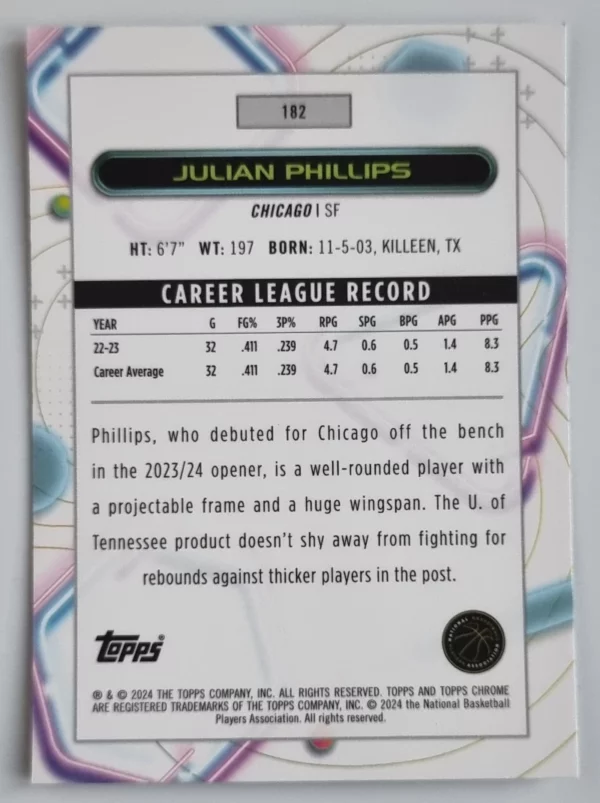 182
JULIAN PHILLIPS
CHICAGO | SF
HT: 6'7" WT: 197 BORN: 11-5-03, KILLEEN, TX
CAREER LEAGUE RECORD
YEAR G FG% 3P% RPG SPG BPG APG PPG
22-23 32 .411 .239 4.7 0.6 0.5 1.4 8.3
Career Average 32 .411 .239 4.7 0.6 0.5 1.4 8.3
Phillips, who debuted for Chicago off the bench
in the 2023/24 opener, is a well-rounded player with
a projectable frame and a huge wingspan. The U. of
Tennessee product doesn't shy away from fighting for
rebounds against thicker players in the post.
Topps®
NATIONAL
ASSOCIATION
® & © 2024 THE TOPPS COMPANY, INC. ALL RIGHTS RESERVED. TOPPS AND TOPPS CHROME
ARE REGISTERED TRADEMARKS OF THE TOPPS COMPANY, INC. © 2024 the National Basketball
Players Association. All rights reserved.